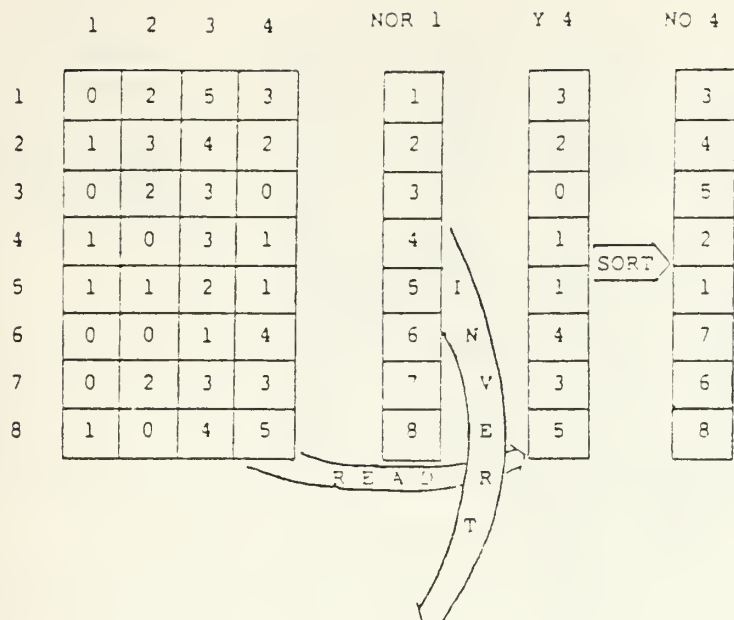 1 2 3 4 NOR 1 Y 4 NO 4
1 0 2 5 3 1 3 3
2 1 3 4 2 2 2 4
3 0 2 3 0 3 0 5
4 1 0 3 1 4 1 2
SORT
5 1 1 2 1 5 1 1
6 0 0 1 4 6 4 7
7 0 2 3 3 7 3 6
8 1 0 4 5 8 5 8
READ
INVERT